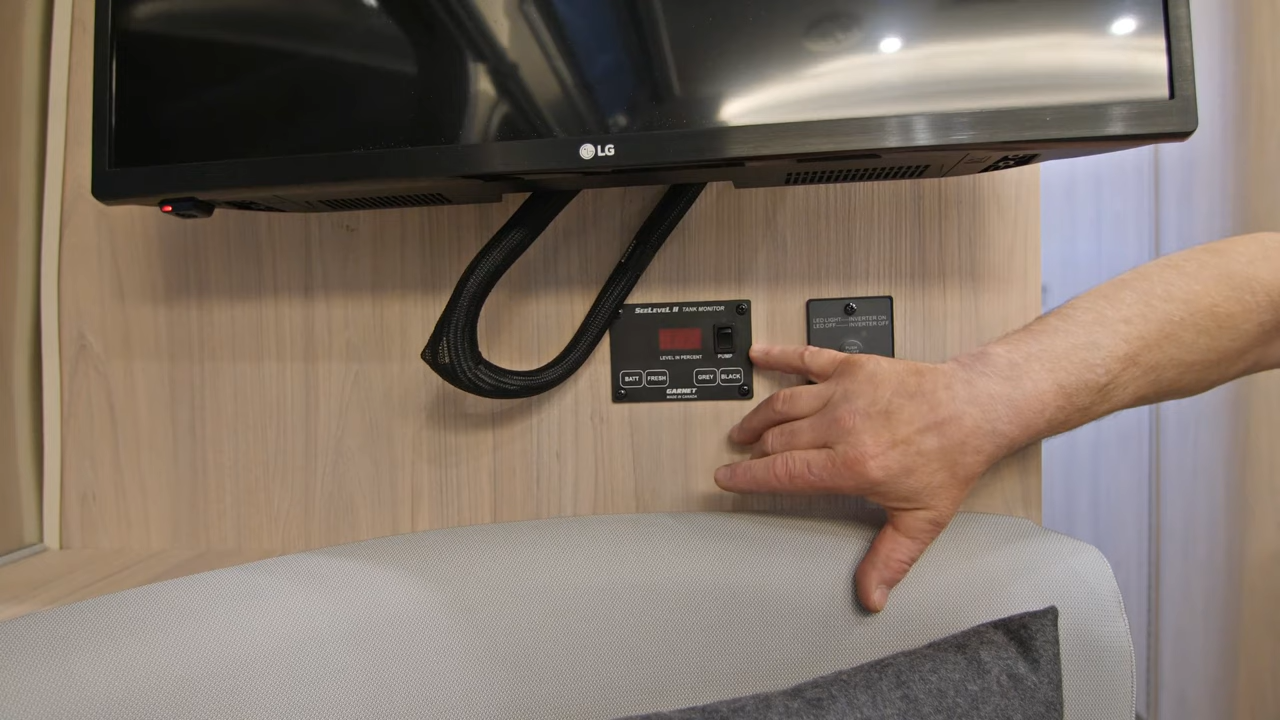 LG
SeeLeveL II TANK MONITOR
LEVEL IN PERCENT
PUMP
BATT FRESH GREY BLACK
GARNET
MADE IN CANADA
LED LIGHT----INVERTER ON
LED OFF----- INVERTER OFF
PUSH